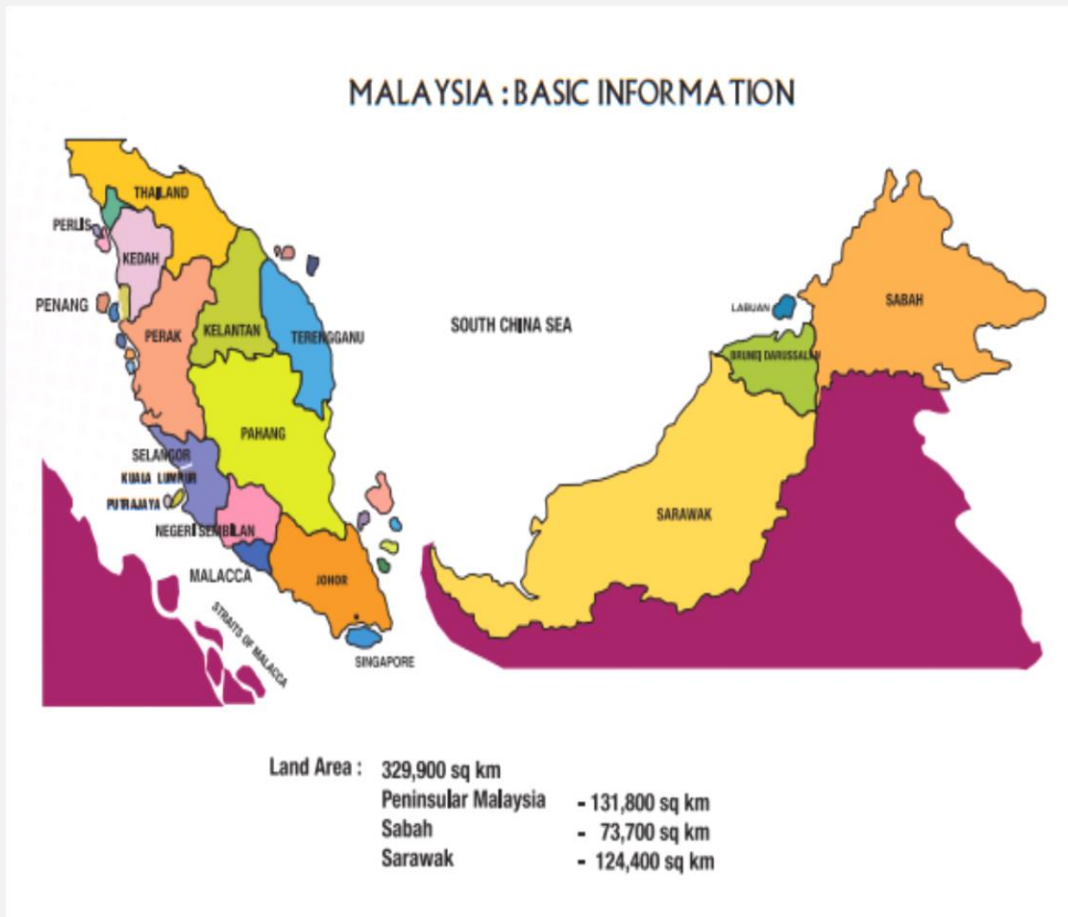 MALAYSIA : BASIC INFORMATION
THAILAND
PERLIS
KEDAH
PENANG
PERAK
KELANTAN
TERENGGANU
SOUTH CHINA SEA
LABUAN
SABAH
BRUNEI DARUSSALAM
PAHANG
SELANGOR
KUALA LUMPUR
PUTRAJAYA
NEGERI SEMBILAN
SARAWAK
MALACCA
JOHOR
STRAITS OF MALACCA
SINGAPORE
Land Area : 329,900 sq km
Peninsular Malaysia - 131,800 sq km
Sabah - 73,700 sq km
Sarawak - 124,400 sq km